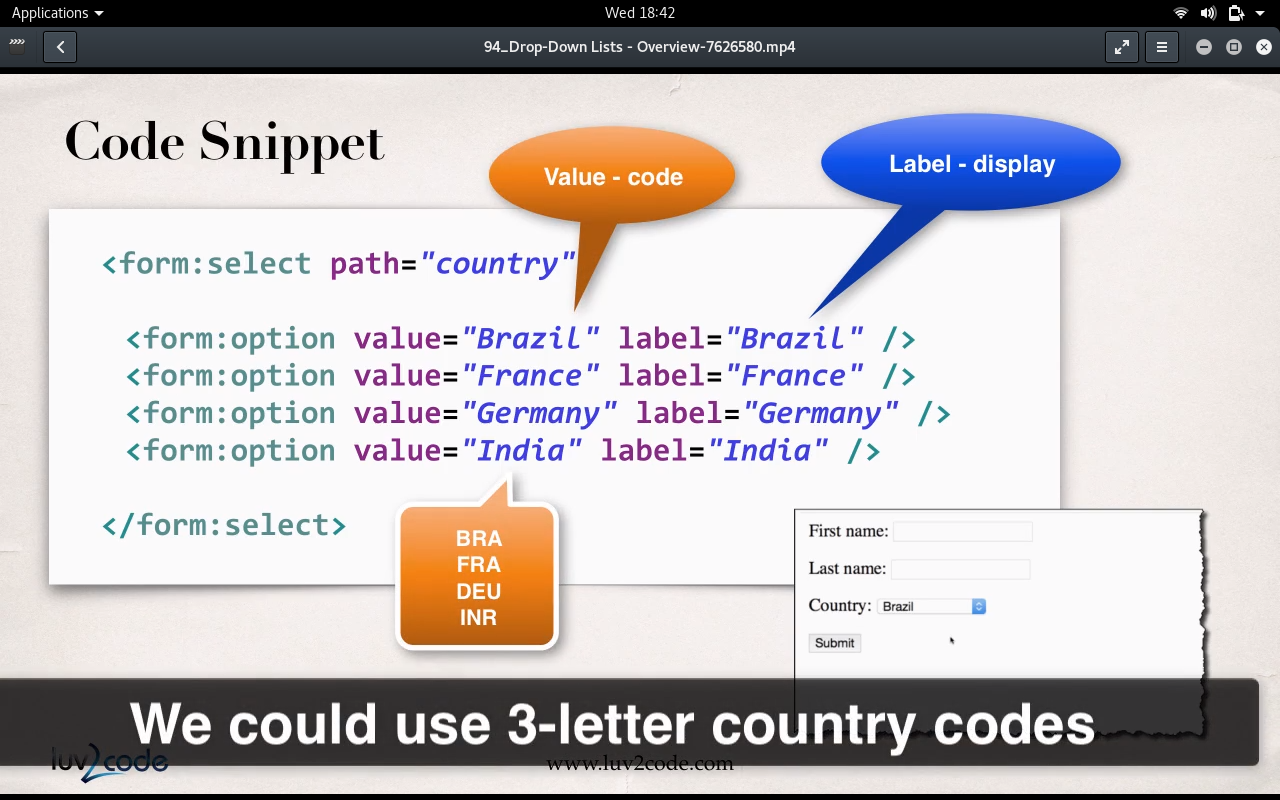 Applications
Wed 18:42
94_Drop-Down Lists - Overview-7626580.mp4
Code Snippet
Value - code
Label - display
<form:select path="country"
<form:option value="Brazil" label="Brazil" />
<form:option value="France" label="France" />
<form:option value="Germany" label="Germany" />
<form:option value="India" label="India" />
</form:select>
BRA
FRA
DEU
INR
First name:
Last name:
Country: Brazil
Submit
We could use 3-letter country codes
luv2code
www.luv2code.com